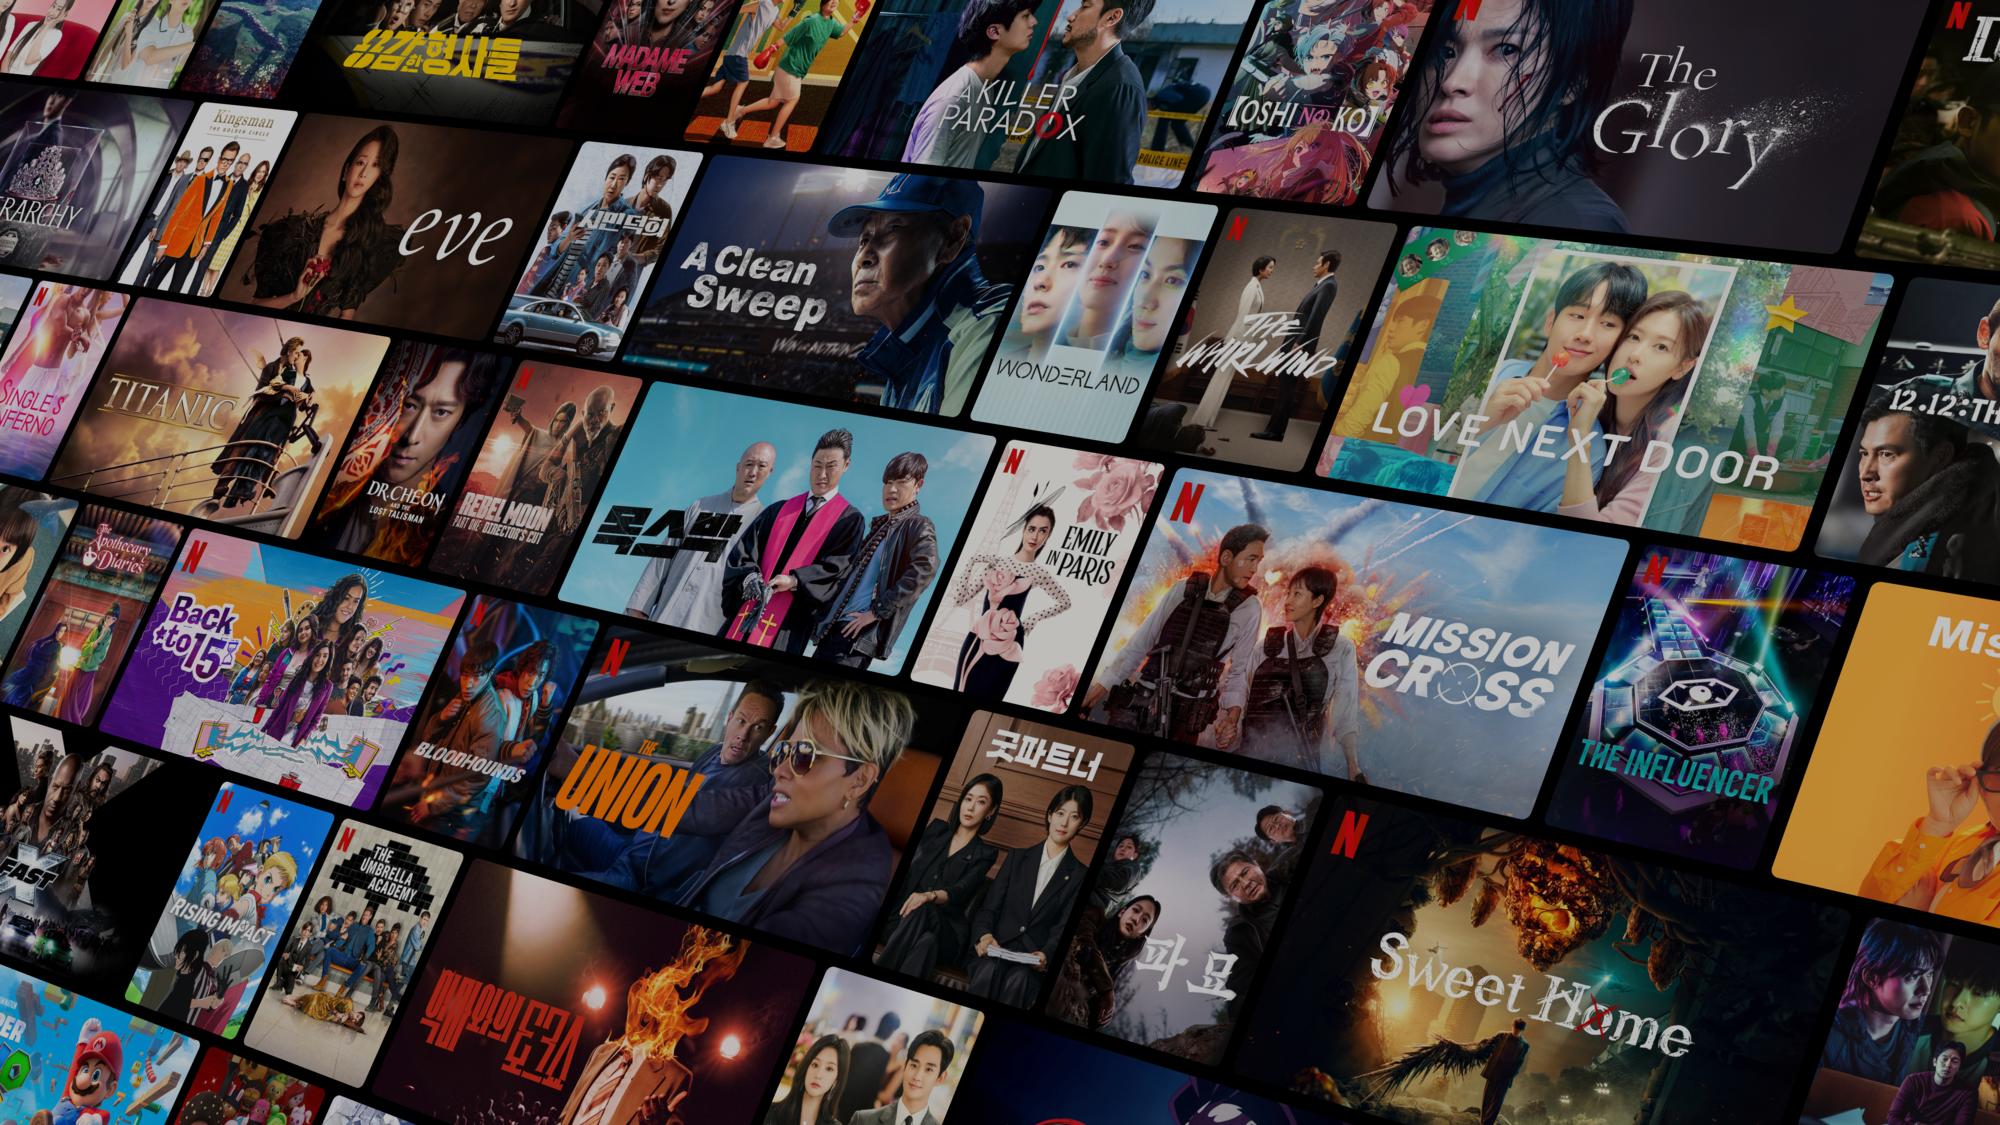 용감한 형사들
MADAME
WEB
A KILLER
PARADOX
POLICE LINE
[OSHI NO KO]
The
Glory
RARCHY
Kingsman
THE GOLDEN CIRCLE
eve
시민덕희
A Clean
Sweep
WONDERLAND
THE
WHIRLWIND
LOVE NEXT DOOR
12.12: TH
SINGLE'S
INFERNO
TITANIC
DR.CHEON
AND THE
LOST TALISMAN
REBEL MOON
PART ONE: DIRECTOR'S CUT
목스박
EMILY
IN PARIS
MISSION
CROSS
THE INFLUENCER
Mis
The
Apothecary
Diaries
Back
to 15
BLOODHOUNDS
THE
UNION
굿파트너
파묘
Sweet Home
FAST
X
RISING IMPACT
THE
UMBRELLA
ACADEMY
악마와의 토크쇼
PER